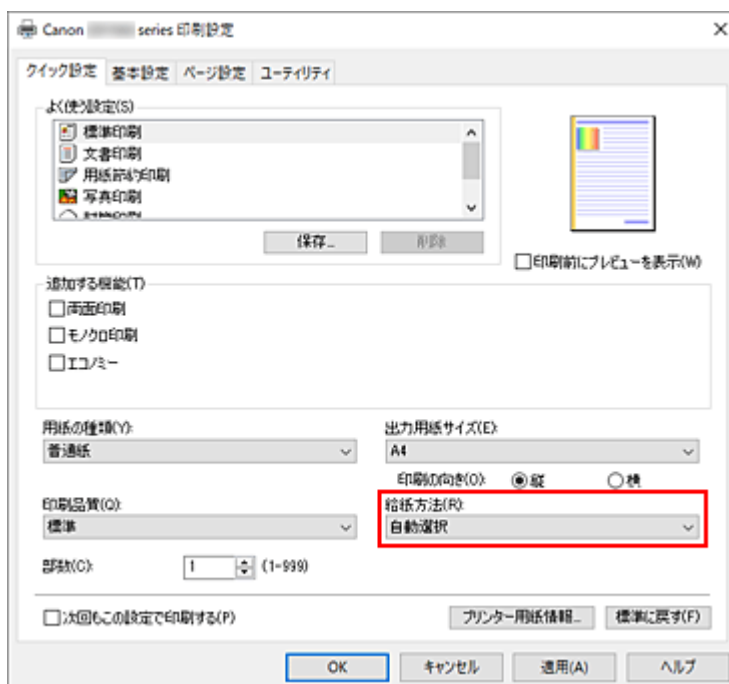 Canon series 印刷設定
クイック設定 基本設定 ページ設定 ユーティリティ
よく使う設定(S)
標準印刷
文書印刷
用紙節約印刷
写真印刷
保存... 削除
印刷前にプレビューを表示(W)
追加する機能(T)
両面印刷
モノクロ印刷
エコノミー
用紙の種類(Y): 出力用紙サイズ(E):
普通紙 A4
印刷の向き(O): 縦 横
印刷品質(Q): 給紙方法(R):
標準 自動選択
部数(C): 1 (1-999)
次回もこの設定で印刷する(P) プリンター用紙情報... 標準に戻す(F)
OK キャンセル 適用(A) ヘルプ